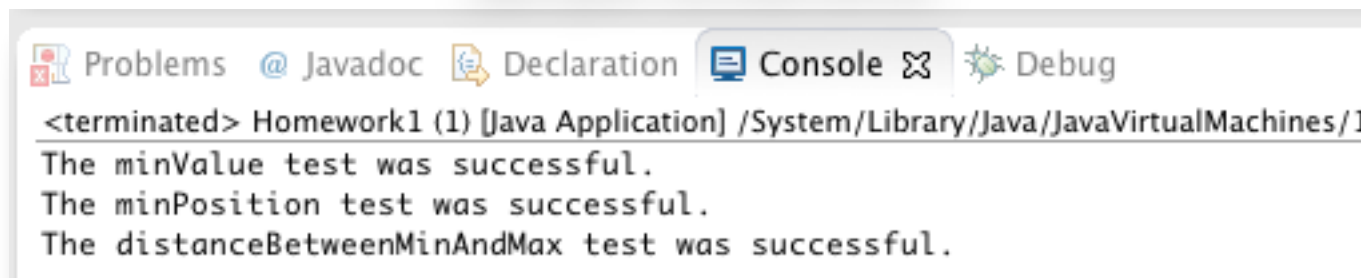 Problems @ Javadoc Declaration Console Debug
<terminated> Homework1 (1) [Java Application] /System/Library/Java/JavaVirtualMachines/1
The minValue test was successful.
The minPosition test was successful.
The distanceBetweenMinAndMax test was successful.